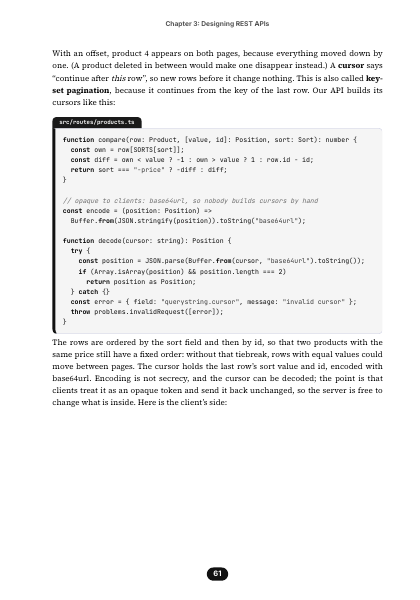 Chapter 3: Designing REST APIs
With an offset, product 4 appears on both pages, because everything moved down by
one. (A product deleted in between would make one disappear instead.) A cursor says
“continue after this row”, so new rows before it change nothing. This is also called key-
set pagination, because it continues from the key of the last row. Our API builds its
cursors like this:
src/routes/products.ts
function compare(row: Product, [value, id]: Position, sort: Sort): number {
  const own = row[SORTS[sort]];
  const diff = own < value ? -1 : own > value ? 1 : row.id - id;
  return sort === "-price" ? -diff : diff;
}
// opaque to clients: base64url, so nobody builds cursors by hand
const encode = (position: Position) =>
  Buffer.from(JSON.stringify(position)).toString("base64url");
function decode(cursor: string): Position {
  try {
    const position = JSON.parse(Buffer.from(cursor, "base64url").toString());
    if (Array.isArray(position) && position.length === 2)
      return position as Position;
  } catch {}
  const error = { field: "querystring.cursor", message: "invalid cursor" };
  throw problems.invalidRequest([error]);
}
The rows are ordered by the sort field and then by id, so that two products with the
same price still have a fixed order: without that tiebreak, rows with equal values could
move between pages. The cursor holds the last row’s sort value and id, encoded with
base64url. Encoding is not secrecy, and the cursor can be decoded; the point is that
clients treat it as an opaque token and send it back unchanged, so the server is free to
change what is inside. Here is the client’s side:
61